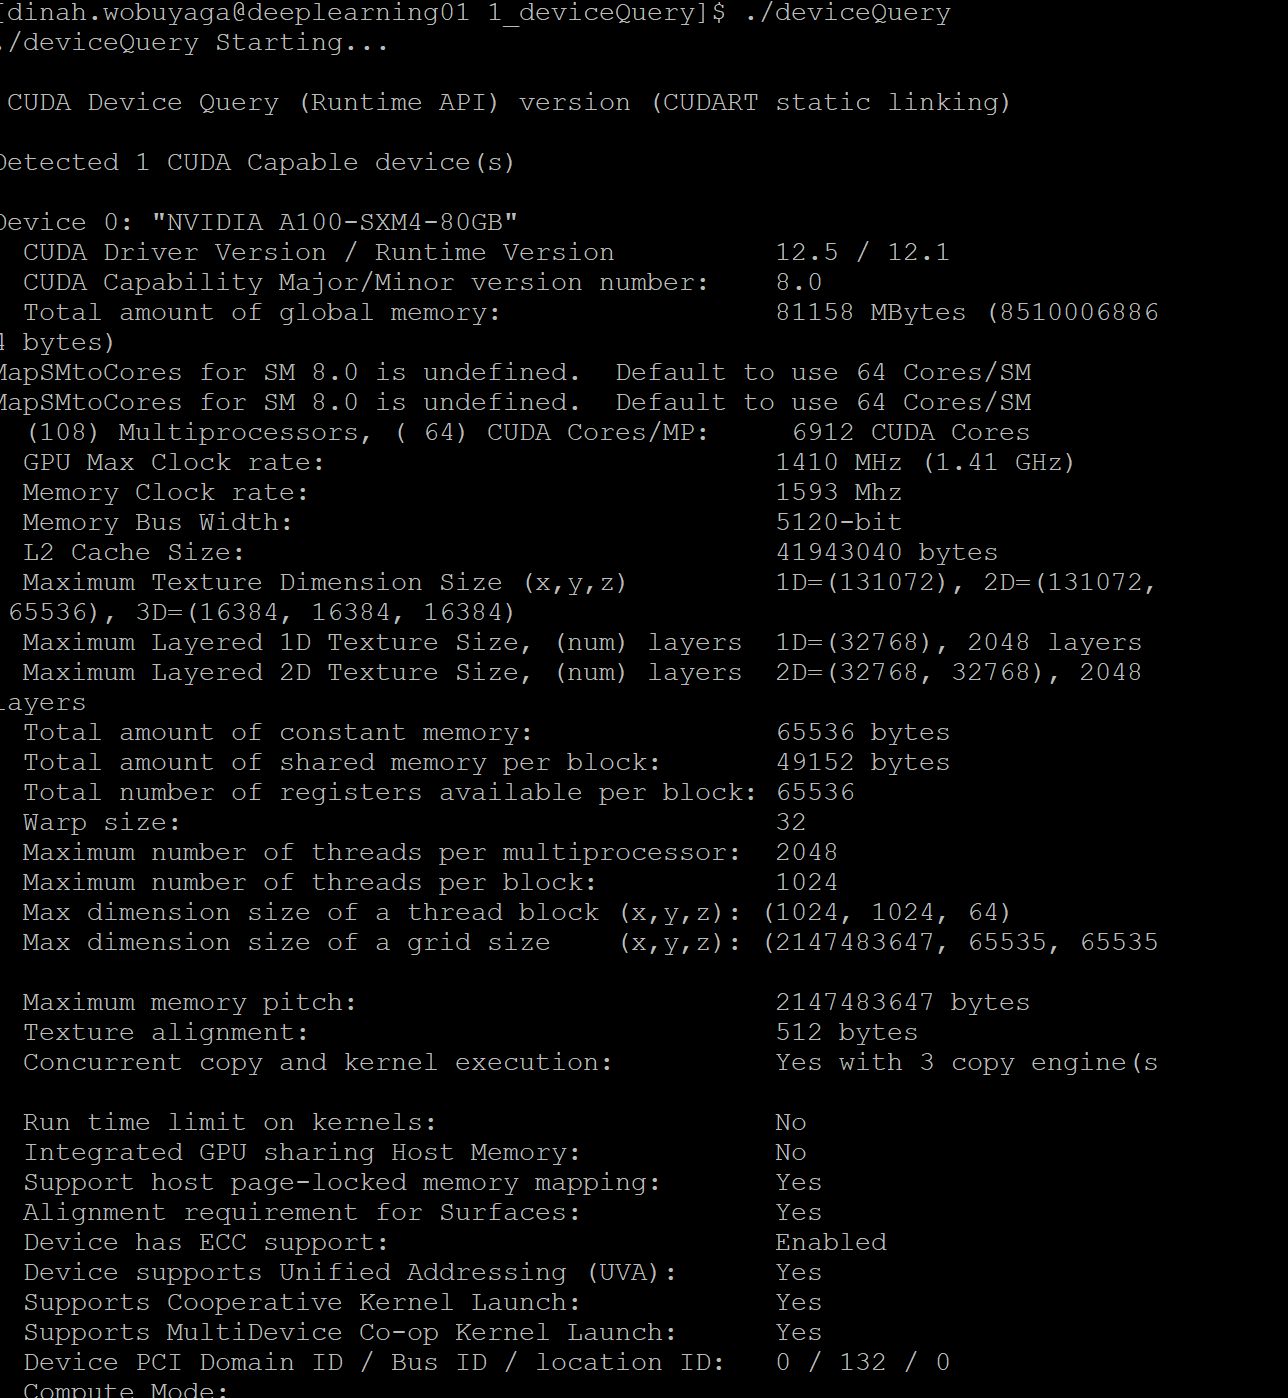 [dinah.wobuyaga@deeplearning01 1_deviceQuery]$ ./deviceQuery
./deviceQuery Starting...
CUDA Device Query (Runtime API) version (CUDART static linking)
Detected 1 CUDA Capable device(s)
Device 0: "NVIDIA A100-SXM4-80GB"
CUDA Driver Version / Runtime Version 12.5 / 12.1
CUDA Capability Major/Minor version number: 8.0
Total amount of global memory: 81158 MBytes (8510006886
4 bytes)
MapSMtoCores for SM 8.0 is undefined. Default to use 64 Cores/SM
MapSMtoCores for SM 8.0 is undefined. Default to use 64 Cores/SM
(108) Multiprocessors, ( 64) CUDA Cores/MP: 6912 CUDA Cores
GPU Max Clock rate: 1410 MHz (1.41 GHz)
Memory Clock rate: 1593 Mhz
Memory Bus Width: 5120-bit
L2 Cache Size: 41943040 bytes
Maximum Texture Dimension Size (x,y,z) 1D=(131072), 2D=(131072,
65536), 3D=(16384, 16384, 16384)
Maximum Layered 1D Texture Size, (num) layers 1D=(32768), 2048 layers
Maximum Layered 2D Texture Size, (num) layers 2D=(32768, 32768), 2048
layers
Total amount of constant memory: 65536 bytes
Total amount of shared memory per block: 49152 bytes
Total number of registers available per block: 65536
Warp size: 32
Maximum number of threads per multiprocessor: 2048
Maximum number of threads per block: 1024
Max dimension size of a thread block (x,y,z): (1024, 1024, 64)
Max dimension size of a grid size (x,y,z): (2147483647, 65535, 65535
Maximum memory pitch: 2147483647 bytes
Texture alignment: 512 bytes
Concurrent copy and kernel execution: Yes with 3 copy engine(s
Run time limit on kernels: No
Integrated GPU sharing Host Memory: No
Support host page-locked memory mapping: Yes
Alignment requirement for Surfaces: Yes
Device has ECC support: Enabled
Device supports Unified Addressing (UVA): Yes
Supports Cooperative Kernel Launch: Yes
Supports MultiDevice Co-op Kernel Launch: Yes
Device PCI Domain ID / Bus ID / location ID: 0 / 132 / 0
Compute Mode: